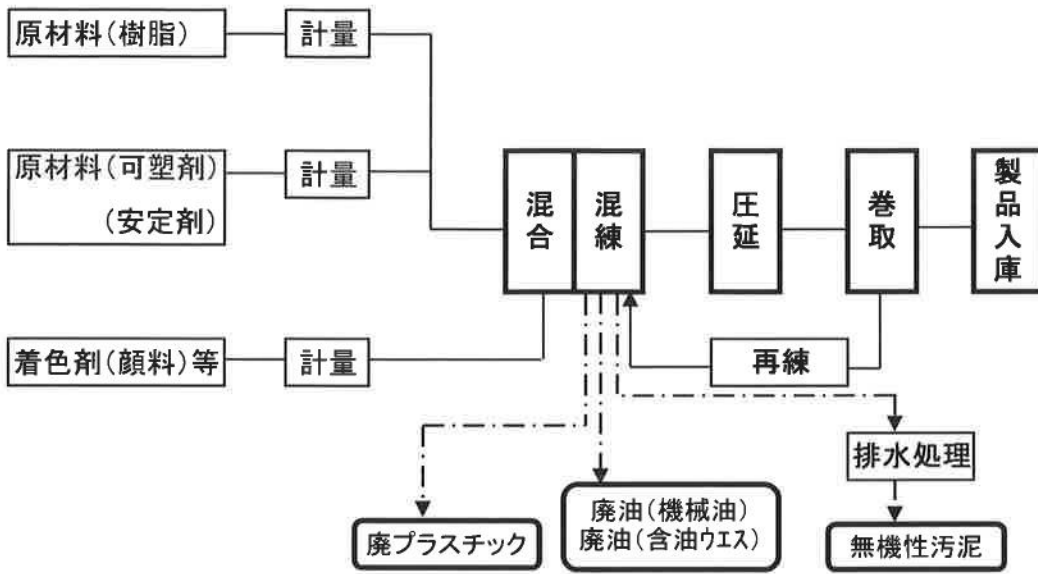 原材料(樹脂)
計量
原材料(可塑剤)
(安定剤)
計量
混合
混練
圧延
巻取
製品入庫
着色剤(顔料)等
計量
再練
排水処理
廃プラスチック
廃油(機械油)
廃油(含油ウエス)
無機性汚泥